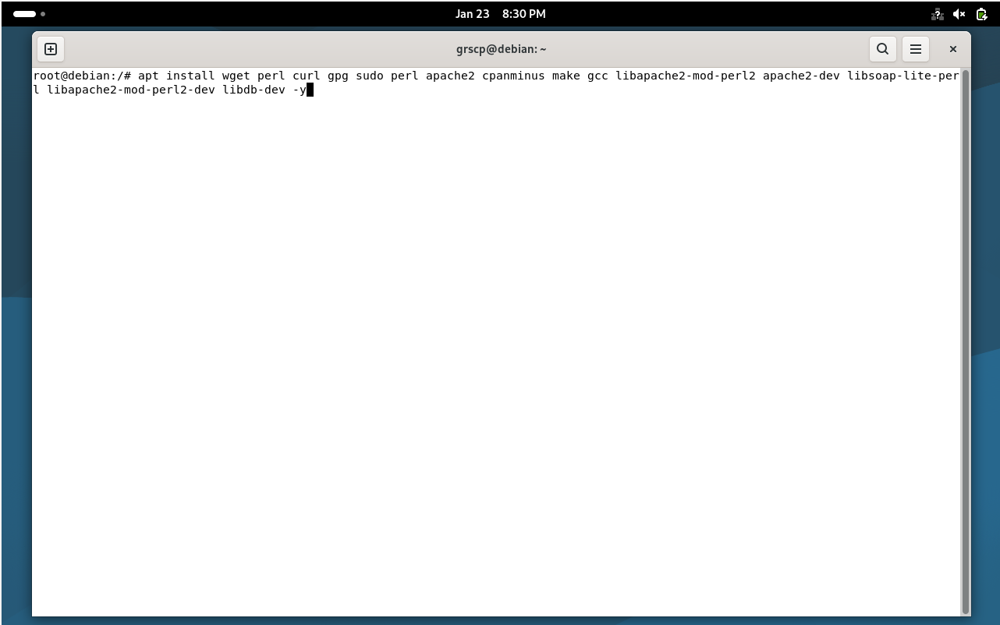 Jan 23 8:30 PM
grscp@debian: ~
root@debian:/# apt install wget perl curl gpg sudo perl apache2 cpanminus make gcc libapache2-mod-perl2 apache2-dev libsoap-lite-per
l libapache2-mod-perl2-dev libdb-dev -y